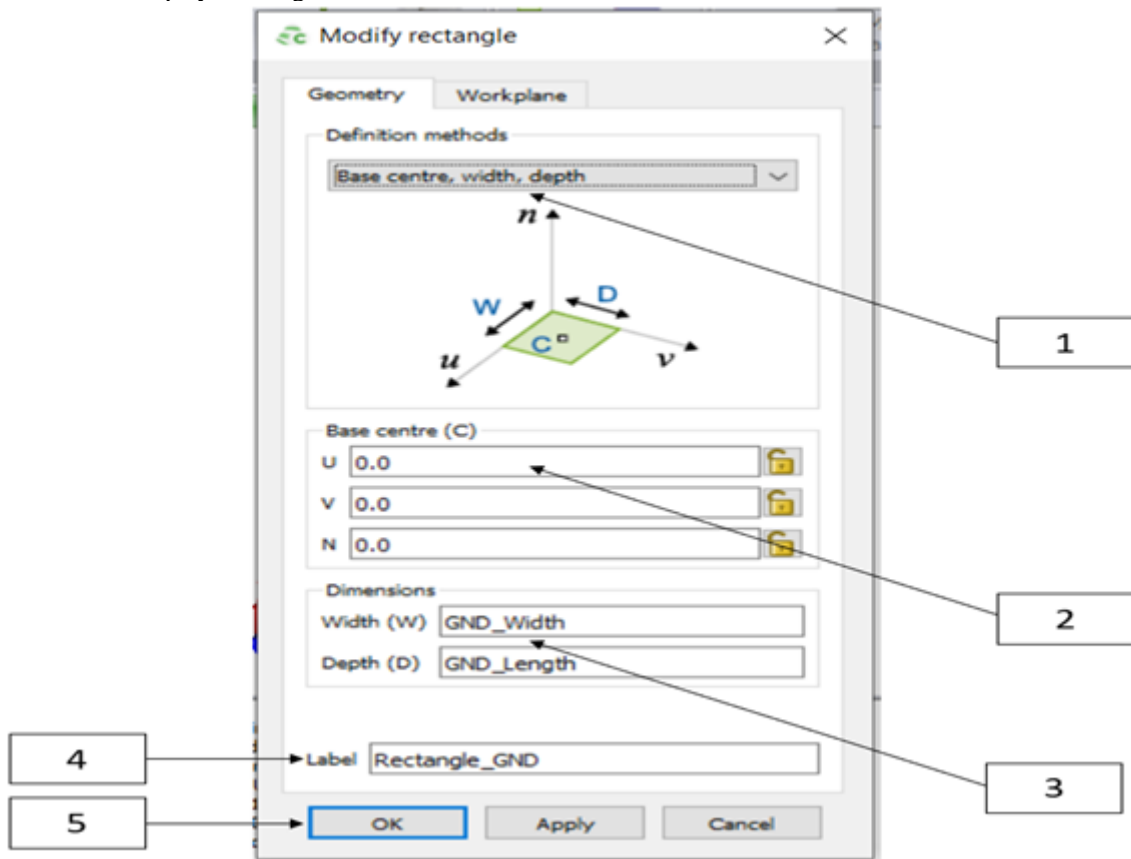 Modify rectangle
Geometry Workplane
Definition methods
Base centre, width, depth
n
W D
C
u v
1
Base centre (C)
U 0.0
V 0.0
N 0.0
Dimensions
Width (W) GND_Width
2
Depth (D) GND_Length
4 Label Rectangle_GND
3
5 OK Apply Cancel